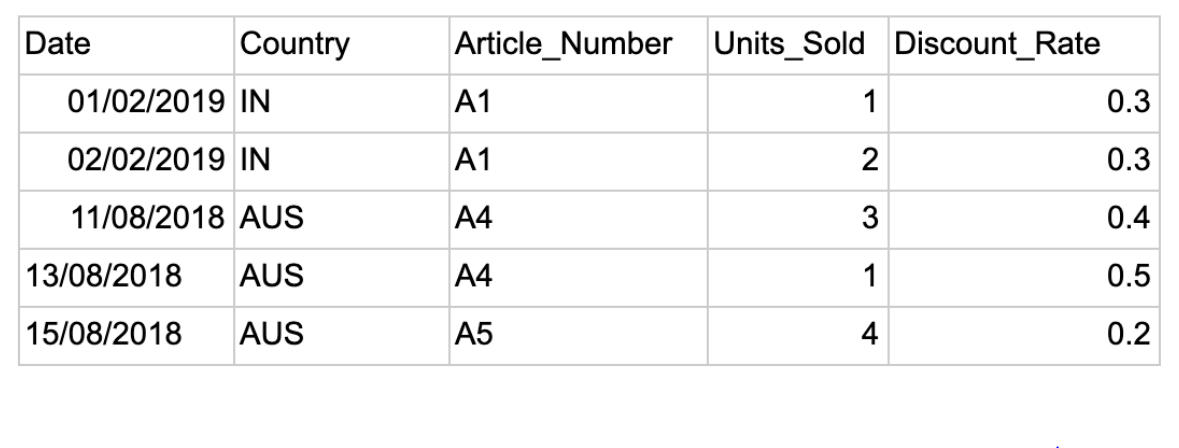 Date Country Article_Number Units_Sold Discount_Rate
01/02/2019 IN A1 1 0.3
02/02/2019 IN A1 2 0.3
11/08/2018 AUS A4 3 0.4
13/08/2018 AUS A4 1 0.5
15/08/2018 AUS A5 4 0.2